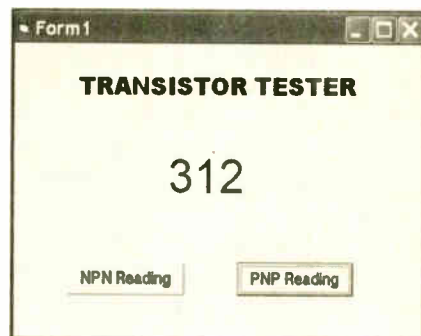 Form1
TRANSISTOR TESTER
312
NPN Reading
PNP Reading